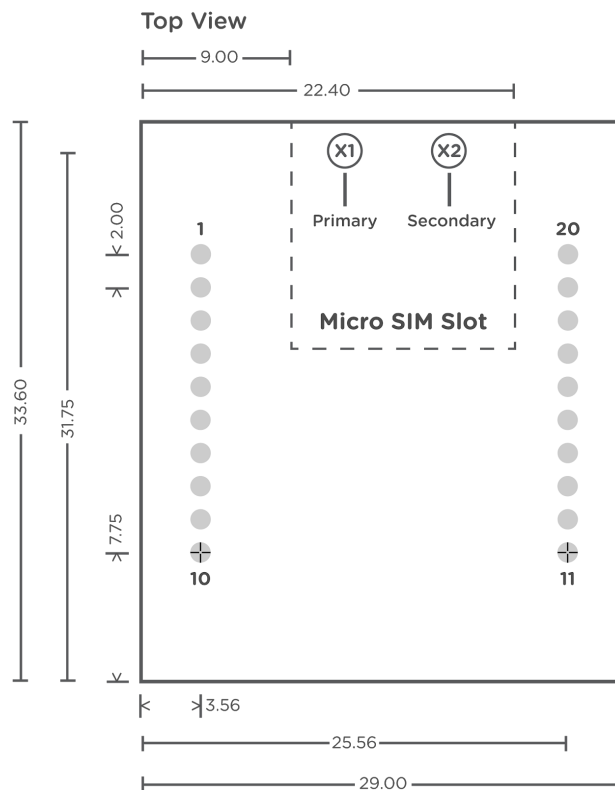 Top View
9.00
22.40
X1 X2
Primary Secondary
2.00
1 20
Micro SIM Slot
33.60
31.75
7.75
10 11
3.56
25.56
29.00